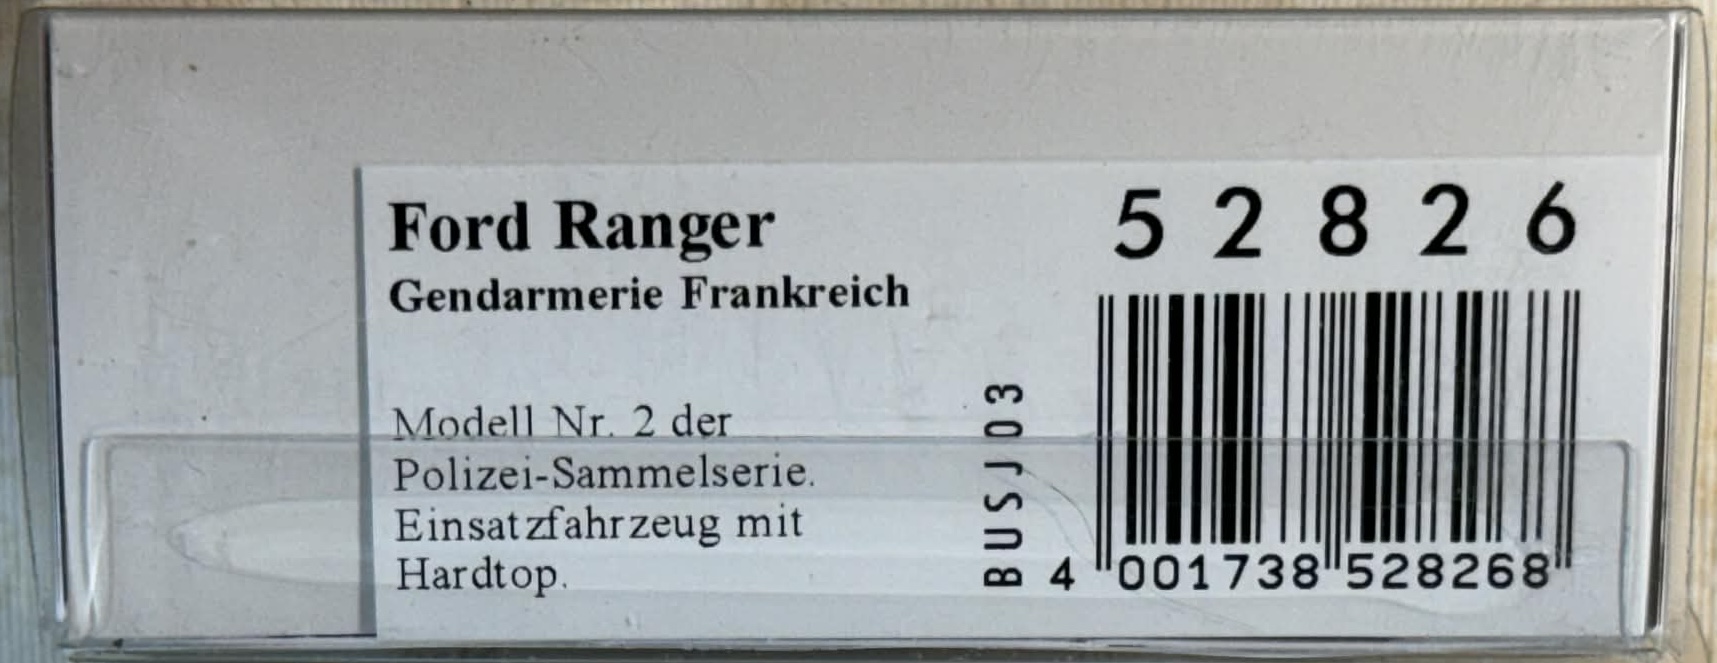 Ford Ranger
Gendarmerie Frankreich
Modell Nr. 2 der
Polizei-Sammelserie.
Einsatzfahrzeug mit
Hardtop.
BUSJ03
52826
4 001738 528268